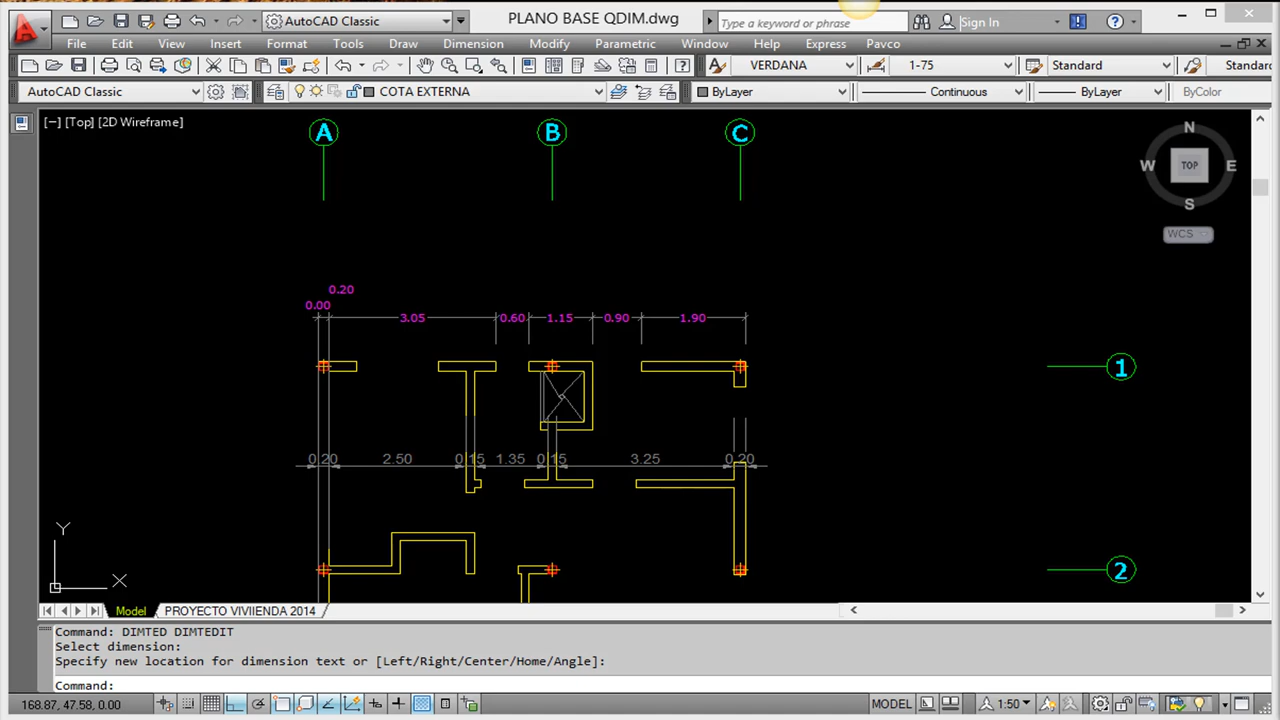 AutoCAD Classic PLANO BASE QDIM.dwg Type a keyword or phrase Sign In
File Edit View Insert Format Tools Draw Dimension Modify Parametric Window Help Express Pavco
VERDANA 1-75 Standard Standard
AutoCAD Classic COTA EXTERNA ByLayer Continuous ByLayer ByColor
[−] [Top] [2D Wireframe]
A B C
N
W TOP E
S
WCS
0.20
0.00
3.05 0.60 1.15 0.90 1.90
1
0.20 2.50 0.15 1.35 0.15 3.25 0.20
Y
X
2
Model PROYECTO VIVIIENDA 2014
Command: DIMTED DIMTEDIT
Select dimension:
Specify new location for dimension text or [Left/Right/Center/Home/Angle]:
Command:
168.87, 47.58, 0.00 MODEL 1:50